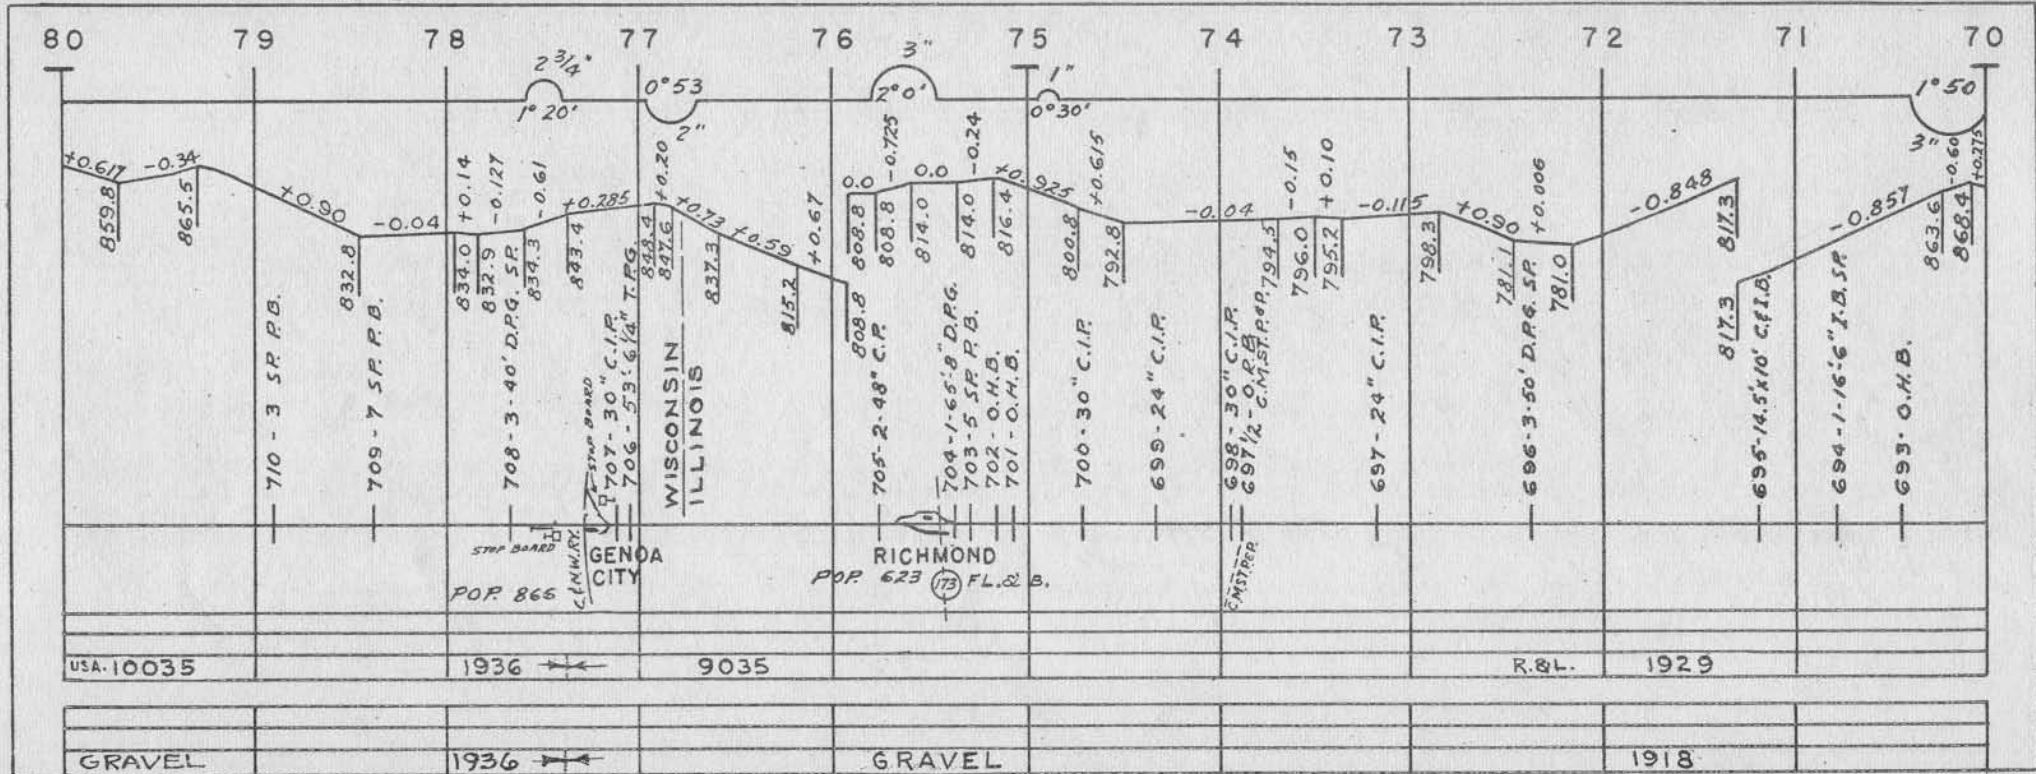 80 79 78 77 76 75 74 73 72 71 70
2 3/4" 0°53 3" 1" 1°50
1° 20' 2" 2°0' 0°30' 3"
+0.617 -0.34 +0.90 -0.04 +0.14 -0.127 -0.61 +0.285 +0.20 +0.73 +0.59 +0.67 0.0 -0.725 0.0 -0.24 +0.925 +0.615 -0.04 -0.15 +0.10 -0.115 +0.90 +0.006 -0.848 -0.857 -0.60 +0.275
859.8 865.5 832.8 834.0 832.9 834.3 843.4 848.4 847.6 837.3 815.2 808.8 808.8 808.8 814.0 814.0 816.4 800.8 792.8 794.5 796.0 795.2 798.3 781.1 781.0 817.3 817.3 863.6 868.4
710 - 3 SP. P.B.
709 - 7 SP. P.B.
708 - 3 - 40' D.P.G. SP.
STOP BOARD
707 - 30" C.I.P.
706 - 53'-6 1/4" T.P.G.
WISCONSIN
ILLINOIS
705 - 2 - 48" C.P.
704 - 1 - 65'-8" D.P.G.
703 - 5 SP. P.B.
702 - O.H.B.
701 - O.H.B.
700 - 30" C.I.P.
699 - 24" C.I.P.
698 - 30" C.I.P.
697 1/2 - O.R.B. C.M.ST.P.&P.
697 - 24" C.I.P.
696 - 3 - 50' D.P.G. SP.
695 - 14.5'x10' C.&I.B.
694 - 1 - 16'-6" I.B. SP.
693 - O.H.B.
STOP BOARD
C.&N.W.RY.
GENOA
CITY
POP. 865
RICHMOND
POP. 623 173 FL. & B.
C.M.ST.P.&P.
USA. 10035 1936 9035 R.&L. 1929
GRAVEL 1936 GRAVEL 1918